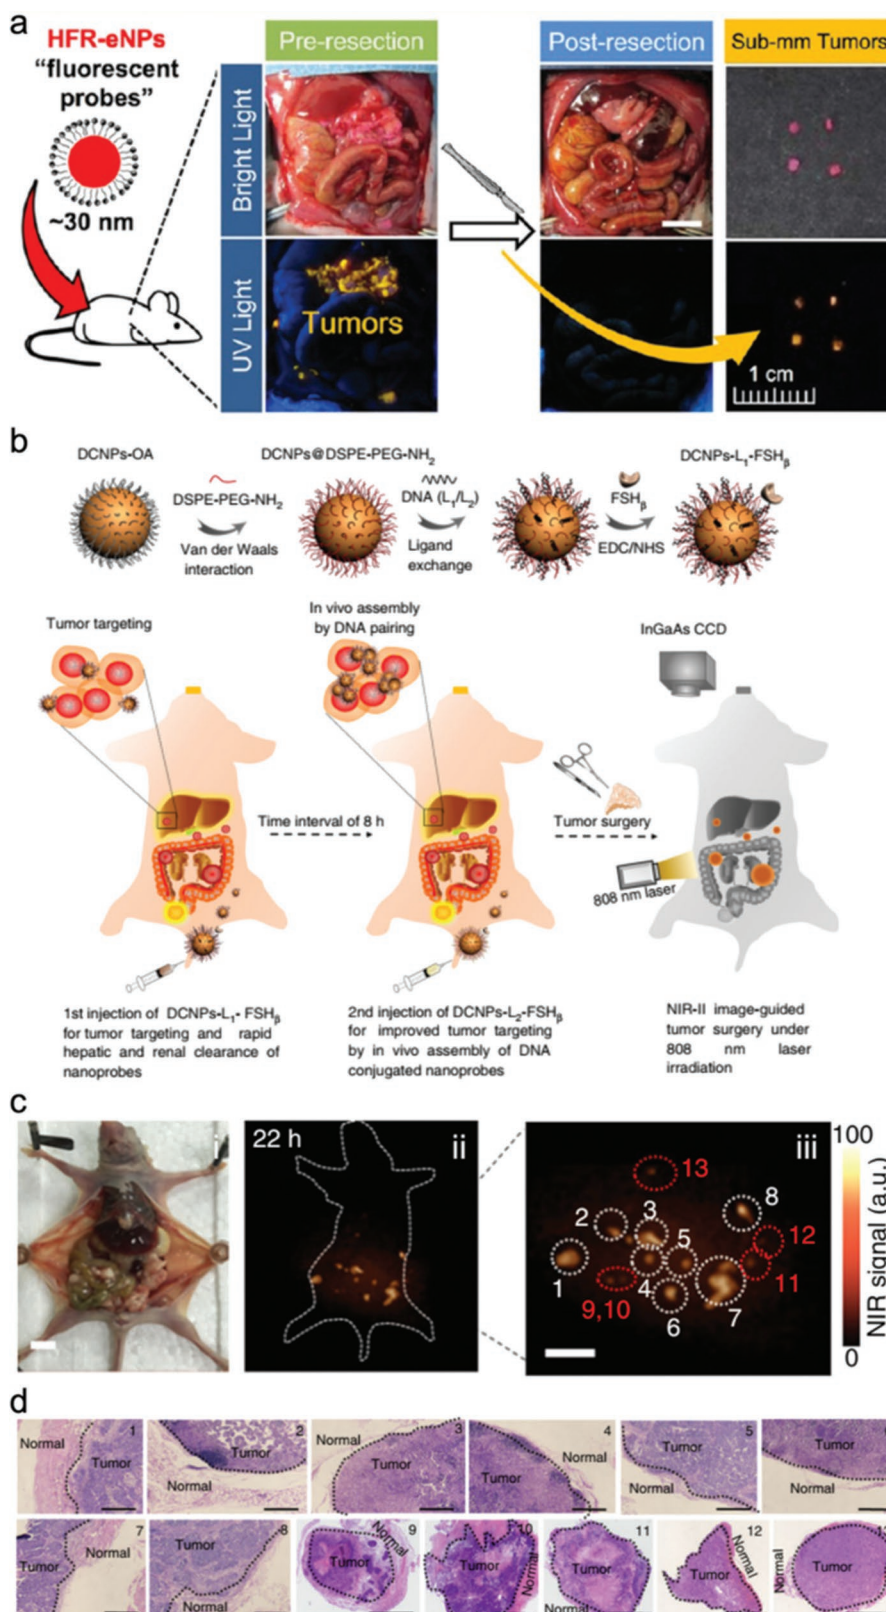 a
HFR-eNPs
"fluorescent
probes"
~30 nm
Pre-resection
Post-resection
Sub-mm Tumors
Bright Light
UV Light
Tumors
1 cm
b
DCNPs-OA
DSPE-PEG-NH₂
Van der Waals
interaction
DCNPs@DSPE-PEG-NH₂
DNA (L₁/L₂)
Ligand
exchange
FSHᵦ
EDC/NHS
DCNPs-L₁-FSHᵦ
Tumor targeting
In vivo assembly
by DNA pairing
InGaAs CCD
Time interval of 8 h
Tumor surgery
808 nm laser
1st injection of DCNPs-L₁- FSHᵦ
for tumor targeting and rapid
hepatic and renal clearance of
nanoprobes
2nd injection of DCNPs-L₂-FSHᵦ
for improved tumor targeting
by in vivo assembly of DNA
conjugated nanoprobes
NIR-II image-guided
tumor surgery under
808 nm laser
irradiation
c
i
22 h
ii
iii
13
8
2
3
5
12
1
4
11
9,10
6
7
100
0
NIR signal (a.u.)
d
1
Normal
Tumor
2
Tumor
Normal
3
Normal
Tumor
4
Tumor
Normal
5
Tumor
Normal
Tumor
Normal
7
Normal
Tumor
8
Tumor
Normal
9
Tumor
Normal
10
Tumor
Normal
11
Tumor
Normal
12
Normal
Tumor
Tumor
Normal